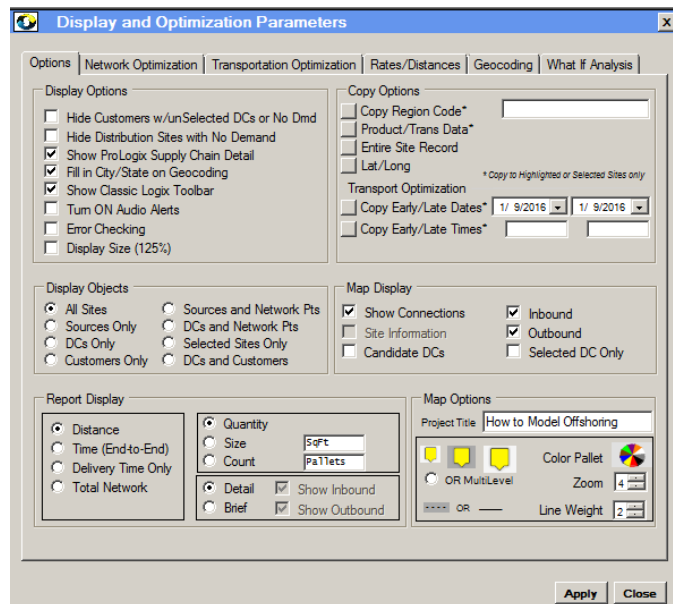 Display and Optimization Parameters
x
Options
Network Optimization
Transportation Optimization
Rates/Distances
Geocoding
What If Analysis
Display Options
Hide Customers w/unSelected DCs or No Dmd
Hide Distribution Sites with No Demand
Show ProLogix Supply Chain Detail
Fill in City/State on Geocoding
Show Classic Logix Toolbar
Turn ON Audio Alerts
Error Checking
Display Size (125%)
Copy Options
Copy Region Code*
Product/Trans Data*
Entire Site Record
Lat/Long
* Copy to Highlighted or Selected Sites only
Transport Optimization
Copy Early/Late Dates* 1/ 9/2016 1/ 9/2016
Copy Early/Late Times*
Display Objects
All Sites
Sources Only
DCs Only
Customers Only
Sources and Network Pts
DCs and Network Pts
Selected Sites Only
DCs and Customers
Map Display
Show Connections
Site Information
Candidate DCs
Inbound
Outbound
Selected DC Only
Report Display
Distance
Time (End-to-End)
Delivery Time Only
Total Network
Quantity
Size SqFt
Count Pallets
Detail
Brief
Show Inbound
Show Outbound
Map Options
Project Title How to Model Offshoring
Color Pallet
OR MultiLevel
Zoom 4
OR
Line Weight 2
Apply
Close